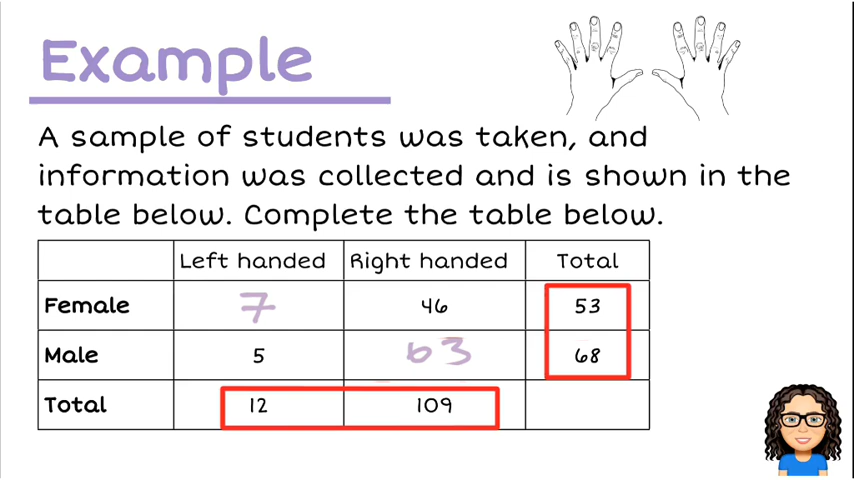 Example
A sample of students was taken, and
information was collected and is shown in the
table below. Complete the table below.
Left handed Right handed Total
Female 7 46 53
Male 5 63 68
Total 12 109